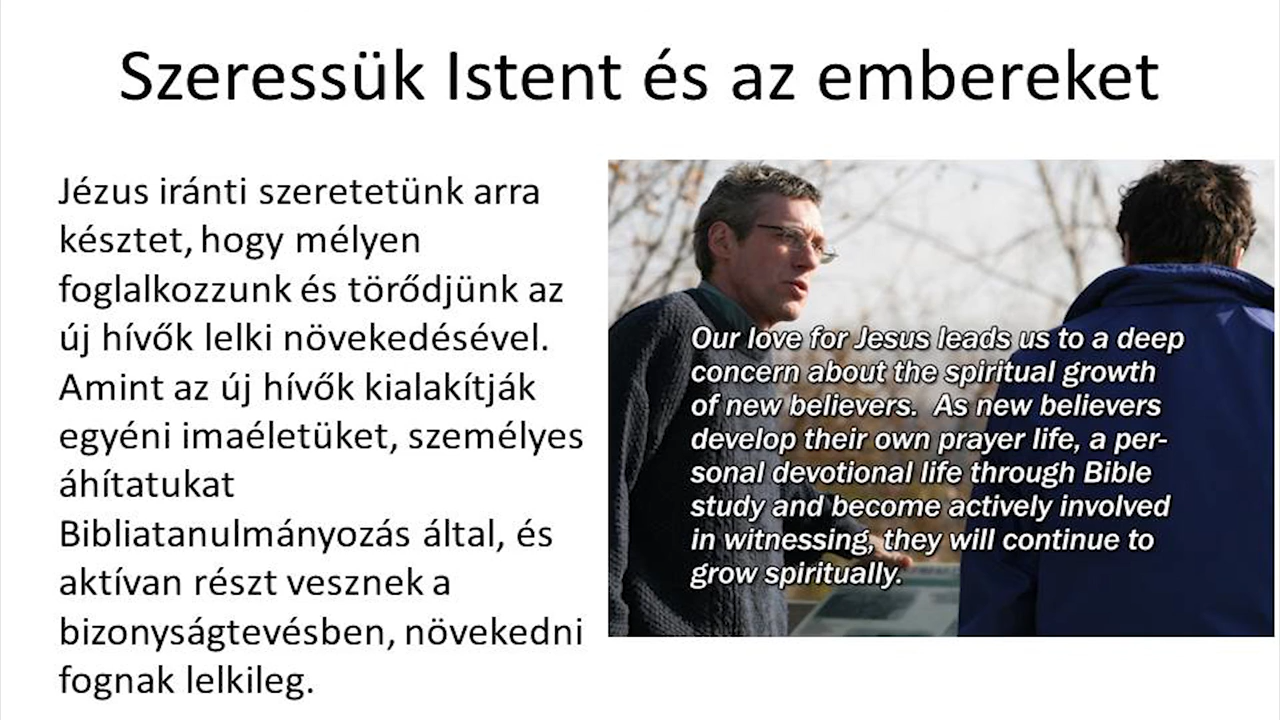 Szeressük Istent és az embereket
Jézus iránti szeretetünk arra
késztet, hogy mélyen
foglalkozzunk és törődjünk az
új hívők lelki növekedésével.
Amint az új hívők kialakítják
egyéni imaéletüket, személyes
áhítatukat
Bibliatanulmányozás által, és
aktívan részt vesznek a
bizonyságtevésben, növekedni
fognak lelkileg.
Our love for Jesus leads us to a deep
concern about the spiritual growth
of new believers.  As new believers
develop their own prayer life, a per-
sonal devotional life through Bible
study and become actively involved
in witnessing, they will continue to
grow spiritually.